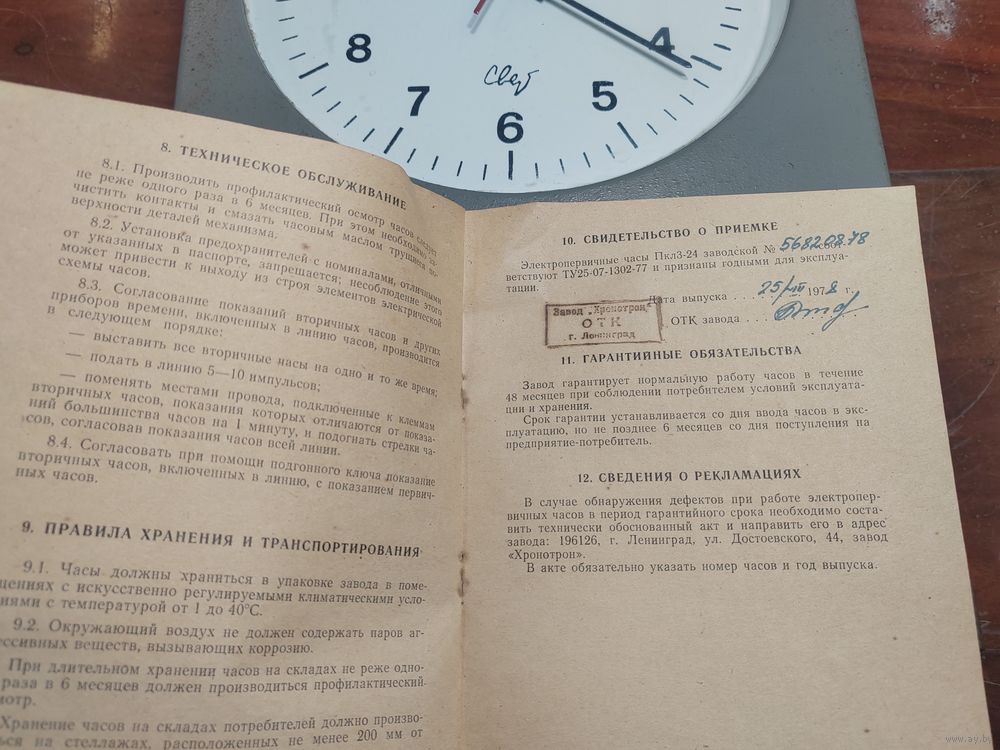 8
4
7
5
6
Свет
8. ТЕХНИЧЕСКОЕ ОБСЛУЖИВАНИЕ
8.1. Производить профилактический осмотр часов следует
не реже одного раза в 6 месяцев. При этом необходимо за-
чистить контакты и смазать часовым маслом трущиеся по-
верхности деталей механизма.
8.2. Установка предохранителей с номиналами, отличными
от указанных в паспорте, запрещается; несоблюдение этого
может привести к выходу из строя элементов электрической
схемы часов.
8.3. Согласование показаний вторичных часов и других
приборов времени, включенных в линию часов, производится
в следующем порядке:
— выставить все вторичные часы на одно и то же время;
— подать в линию 5—10 импульсов;
— поменять местами провода, подключенные к клеммам
вторичных часов, показания которых отличаются от показа-
ний большинства часов на 1 минуту, и подогнать стрелки ча-
сов, согласовав показания часов всей линии.
8.4. Согласовать при помощи подгонного ключа показание
вторичных часов, включенных в линию, с показанием первич-
ных часов.
9. ПРАВИЛА ХРАНЕНИЯ И ТРАНСПОРТИРОВАНИЯ
9.1. Часы должны храниться в упаковке завода в поме-
щениях с искусственно регулируемыми климатическими усло-
иями с температурой от 1 до 40°С.
9.2. Окружающий воздух не должен содержать паров аг-
ессивных веществ, вызывающих коррозию.
При длительном хранении часов на складах не реже одно-
раза в 6 месяцев должен производиться профилактический
мотр.
Хранение часов на складах потребителей должно произво-
ься на стеллажах, расположенных не менее 200 мм от
10. СВИДЕТЕЛЬСТВО О ПРИЕМКЕ
Электропервичные часы Пкл3-24 заводской № 5682 08.78
ветствуют ТУ25-07-1302-77 и признаны годными для эксплуа-
тации.
Дата выпуска . . . 25/VIII 1978 г.
Завод „Хронотрон"
ОТК
г. Ленинград
ОТК завода . . .
11. ГАРАНТИЙНЫЕ ОБЯЗАТЕЛЬСТВА
Завод гарантирует нормальную работу часов в течение
48 месяцев при соблюдении потребителем условий эксплуата-
ции и хранения.
Срок гарантии устанавливается со дня ввода часов в экс-
плуатацию, но не позднее 6 месяцев со дня поступления на
предприятие-потребитель.
12. СВЕДЕНИЯ О РЕКЛАМАЦИЯХ
В случае обнаружения дефектов при работе электропер-
вичных часов в период гарантийного срока необходимо соста-
вить технически обоснованный акт и направить его в адрес
завода: 196126, г. Ленинград, ул. Достоевского, 44, завод
«Хронотрон».
В акте обязательно указать номер часов и год выпуска.
www.ay.by